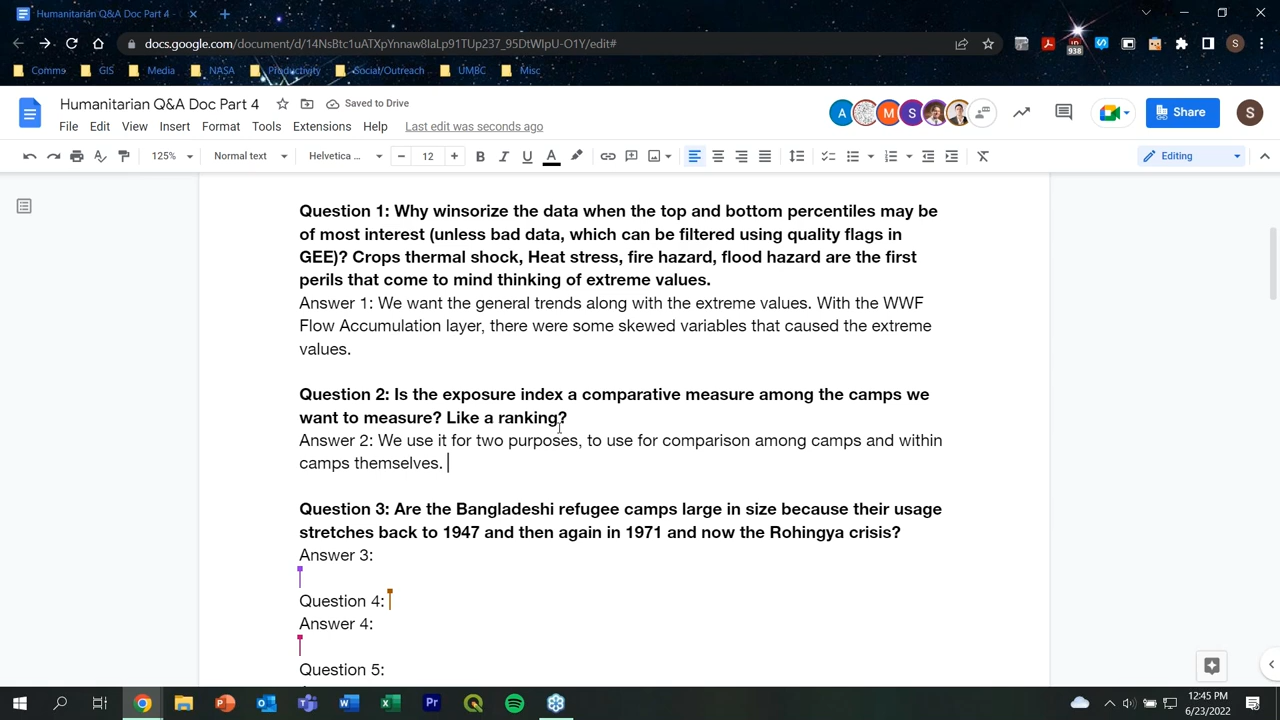 Humanitarian Q&A Doc Part 4
docs.google.com/document/d/14NsBtc1uATXpYnnaw8IaLp91TUp237_95DtWIpU-O1Y/edit#
938
S
Comms
GIS
Media
NASA
Productivity
Social/Outreach
UMBC
Misc
Humanitarian Q&A Doc Part 4
Saved to Drive
A
M
S
Share
S
File Edit View Insert Format Tools Extensions Help Last edit was seconds ago
125% Normal text Helvetica ... 12 B I U A Editing
Question 1: Why winsorize the data when the top and bottom percentiles may be
of most interest (unless bad data, which can be filtered using quality flags in
GEE)? Crops thermal shock, Heat stress, fire hazard, flood hazard are the first
perils that come to mind thinking of extreme values.
Answer 1: We want the general trends along with the extreme values. With the WWF
Flow Accumulation layer, there were some skewed variables that caused the extreme
values.
Question 2: Is the exposure index a comparative measure among the camps we
want to measure? Like a ranking?
Answer 2: We use it for two purposes, to use for comparison among camps and within
camps themselves.
Question 3: Are the Bangladeshi refugee camps large in size because their usage
stretches back to 1947 and then again in 1971 and now the Rohingya crisis?
Answer 3:
Question 4:
Answer 4:
Question 5:
12:45 PM
6/23/2022